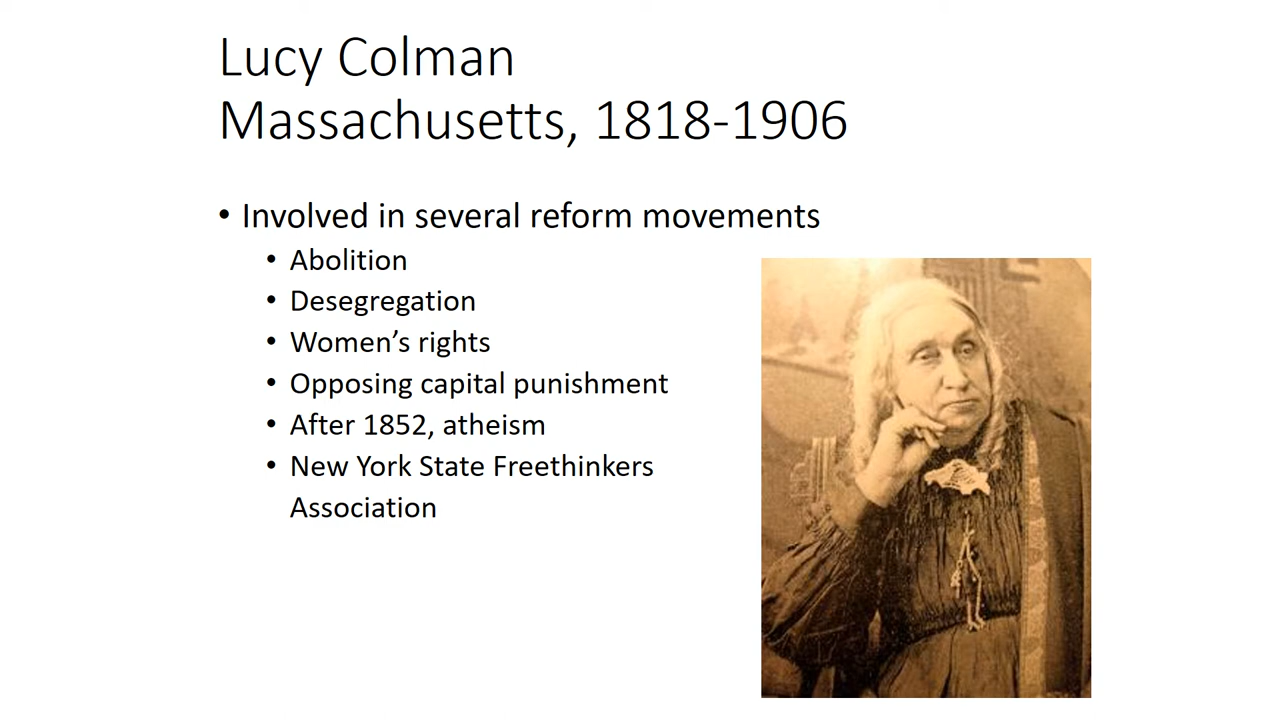 Lucy Colman
Massachusetts, 1818-1906
• Involved in several reform movements
• Abolition
• Desegregation
• Women’s rights
• Opposing capital punishment
• After 1852, atheism
• New York State Freethinkers
Association